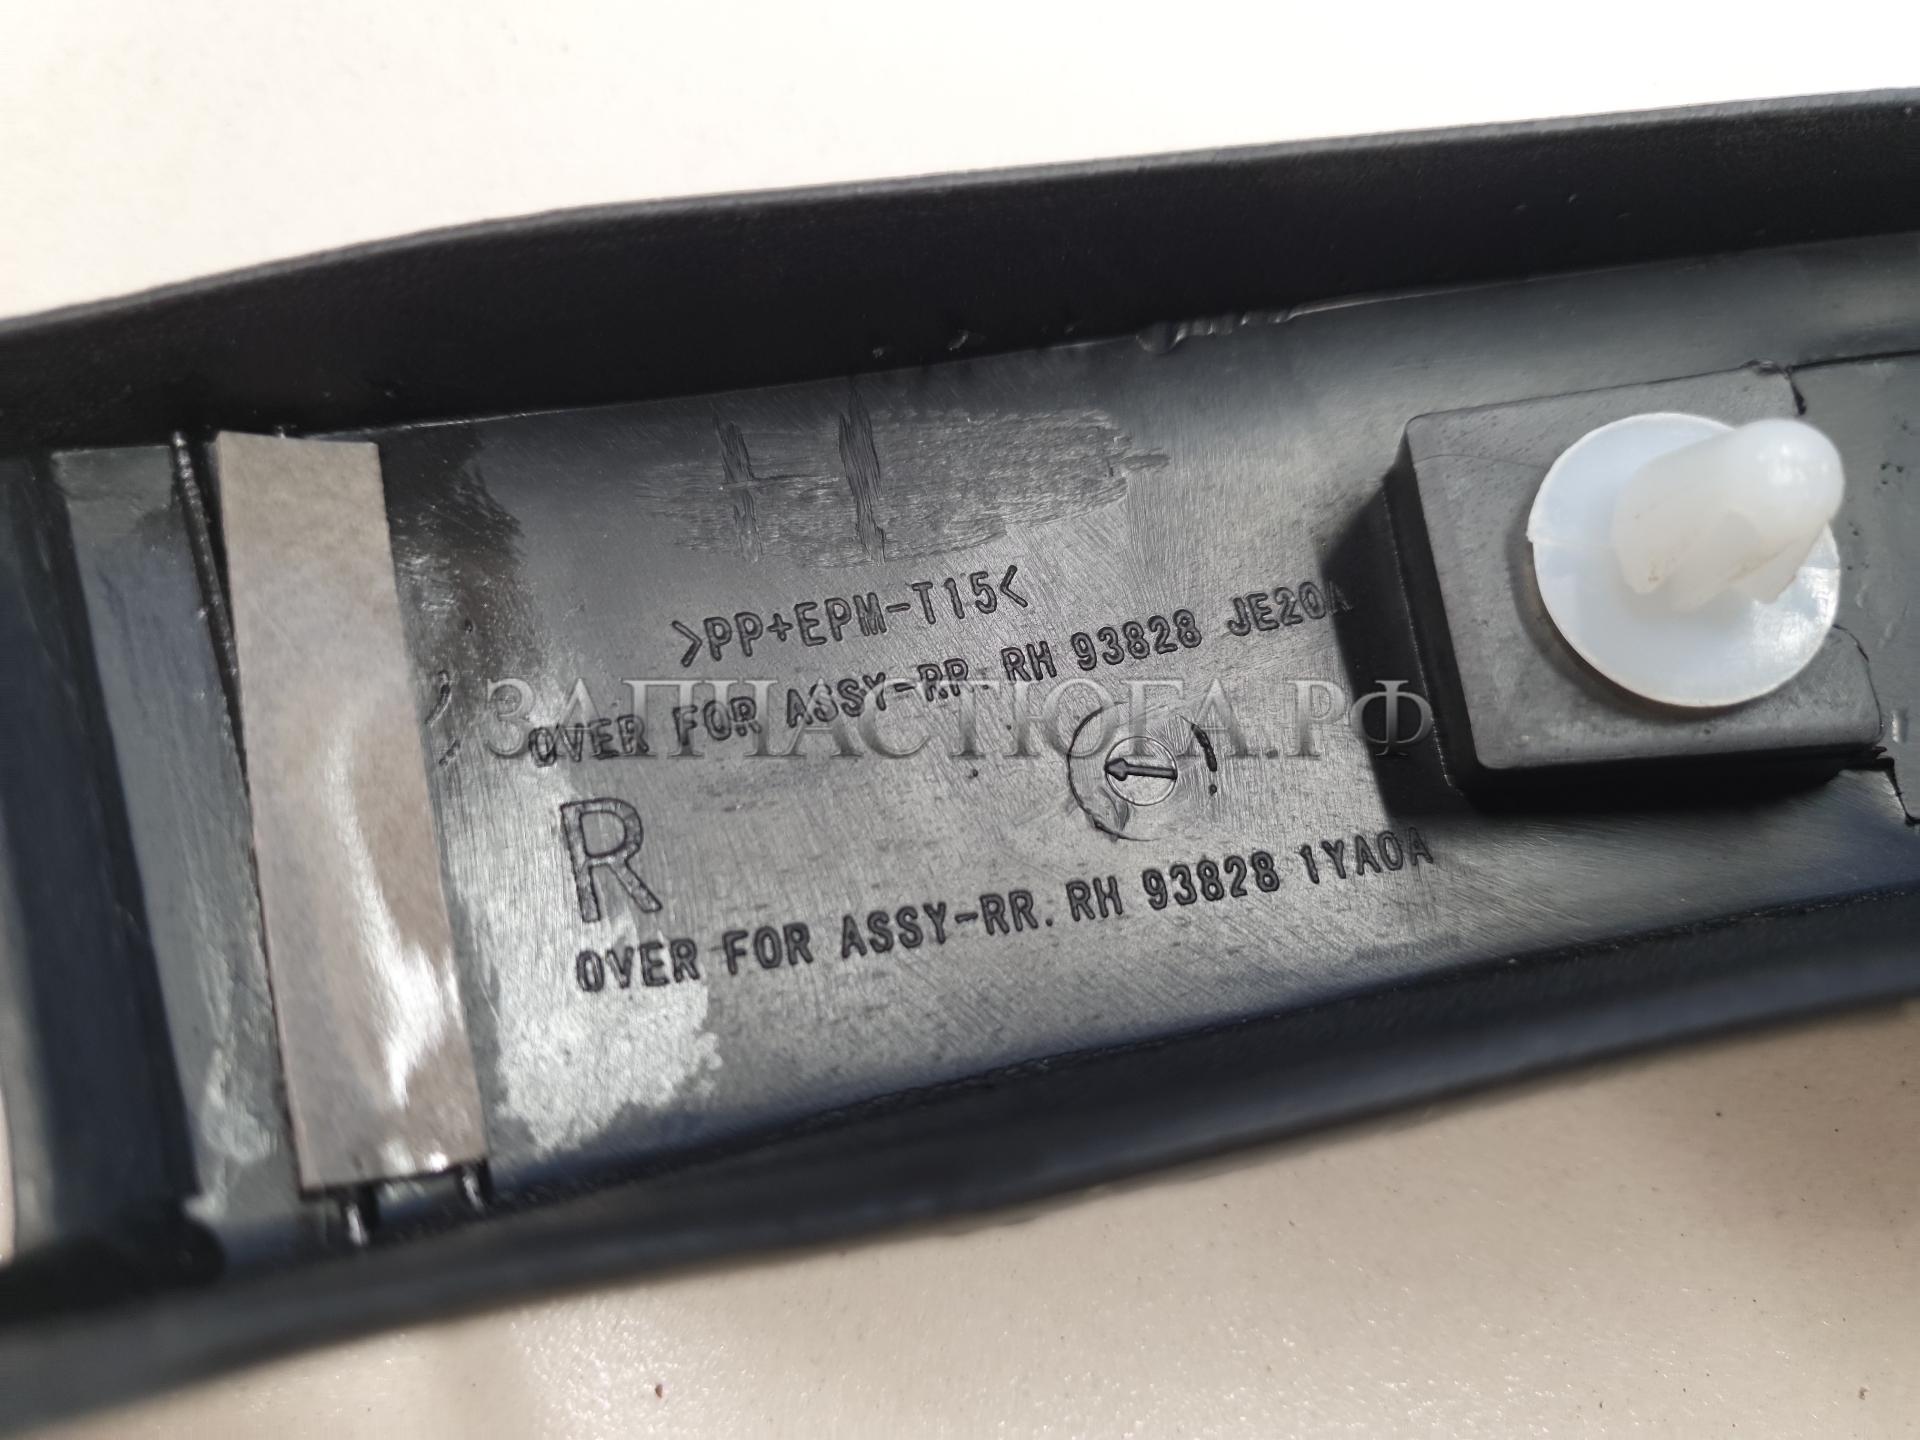 >PP+EPM-T15<
OVER FOR ASSY-RR. RH 93828 JE20A
ЗАПЧАСТЮГА.РФ
R
OVER FOR ASSY-RR. RH 93828 1YA0A